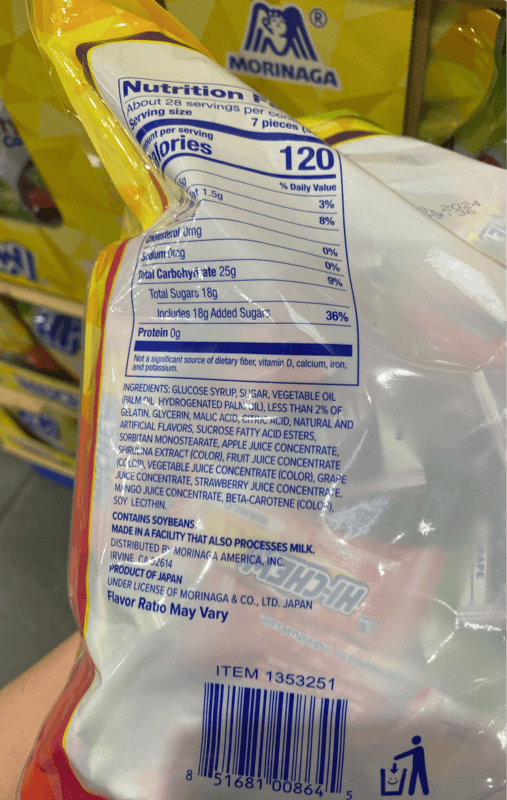 ®
MORINAGA
Nutrition
About 28 servings per
Serving size 7 pieces
per serving
120
% Daily Value
3%
1.5g 8%
Cholesterol 0mg 0%
Sodium 0mg 0%
Total Carbohydrate 25g 9%
Total Sugars 18g
Includes 18g Added Sugars 36%
Protein 0g
Not a significant source of dietary fiber, vitamin D, calcium, iron,
and potassium.
INGREDIENTS: GLUCOSE SYRUP, SUGAR, VEGETABLE OIL
(PALM OIL, HYDROGENATED PALM OIL), LESS THAN 2% OF
GELATIN, GLYCERIN, MALIC ACID, CITRIC ACID, NATURAL AND
ARTIFICIAL FLAVORS, SUCROSE FATTY ACID ESTERS,
SORBITAN MONOSTEARATE, APPLE JUICE CONCENTRATE,
SPIRULINA EXTRACT (COLOR), FRUIT JUICE CONCENTRATE
(COLOR), VEGETABLE JUICE CONCENTRATE (COLOR), GRAPE
JUICE CONCENTRATE, STRAWBERRY JUICE CONCENTRATE,
MANGO JUICE CONCENTRATE, BETA-CAROTENE (COLOR),
SOY LECITHIN.
CONTAINS SOYBEANS.
MADE IN A FACILITY THAT ALSO PROCESSES MILK.
DISTRIBUTED BY MORINAGA AMERICA, INC.
IRVINE, CA 92614
PRODUCT OF JAPAN
UNDER LICENSE OF MORINAGA & CO., LTD. JAPAN
Flavor Ratio May Vary
HI-CHEW
ITEM 1353251
8 51681 00864 5